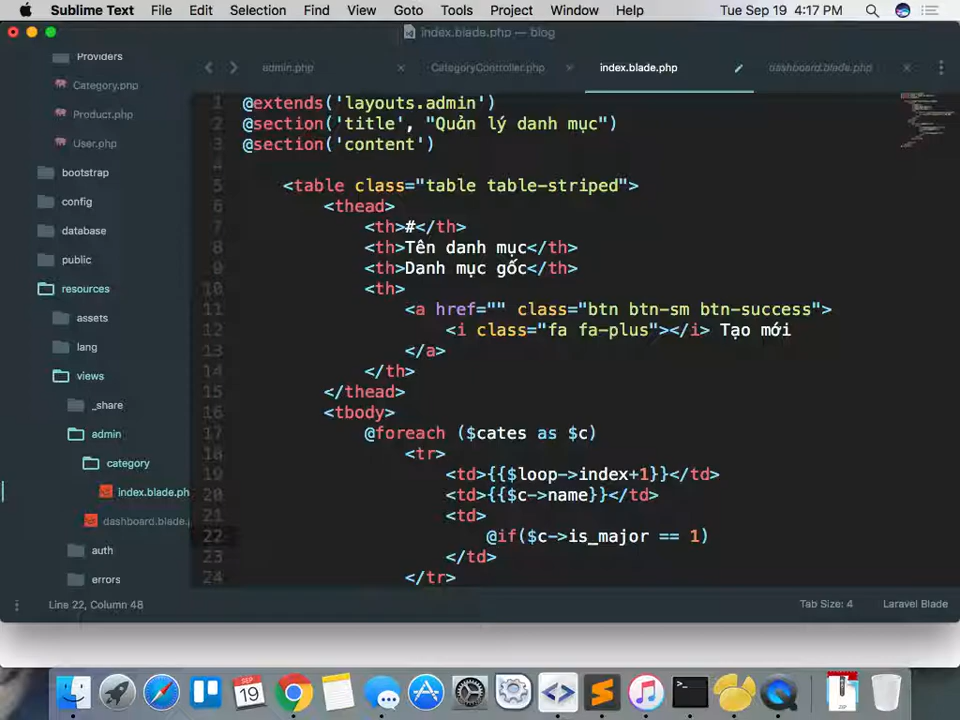 Sublime Text File Edit Selection Find View Goto Tools Project Window Help Tue Sep 19 4:17 PM
index.blade.php — blog
admin.php CategoryController.php index.blade.php dashboard.blade.php
Providers
Category.php
Product.php
User.php
bootstrap
config
database
public
resources
assets
lang
views
_share
admin
category
index.blade.ph
dashboard.blade.
auth
errors
1 @extends('layouts.admin')
2 @section('title', "Quản lý danh mục")
3 @section('content')
4
5 <table class="table table-striped">
6 <thead>
7 <th>#</th>
8 <th>Tên danh mục</th>
9 <th>Danh mục gốc</th>
10 <th>
11 <a href="" class="btn btn-sm btn-success">
12 <i class="fa fa-plus"></i> Tạo mới
13 </a>
14 </th>
15 </thead>
16 <tbody>
17 @foreach ($cates as $c)
18 <tr>
19 <td>{{$loop->index+1}}</td>
20 <td>{{$c->name}}</td>
21 <td>
22 @if($c->is_major == 1)
23 </td>
24 </tr>
Line 22, Column 48 Tab Size: 4 Laravel Blade
SEP
19
ZIP